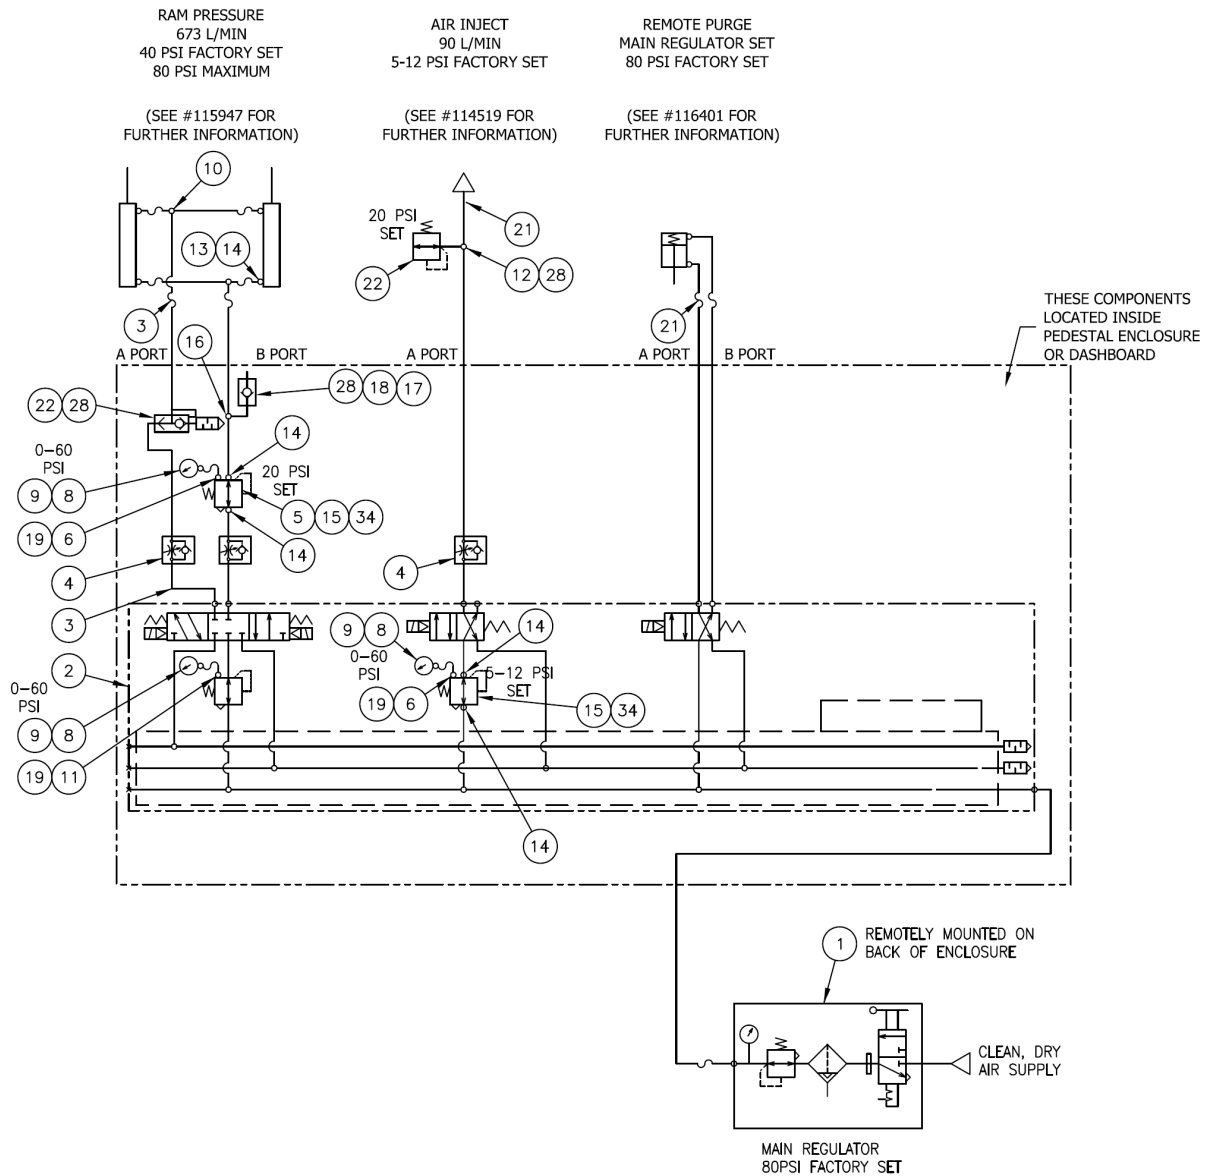 RAM PRESSURE
673 L/MIN
40 PSI FACTORY SET
80 PSI MAXIMUM
(SEE #115947 FOR
FURTHER INFORMATION)
AIR INJECT
90 L/MIN
5-12 PSI FACTORY SET
(SEE #114519 FOR
FURTHER INFORMATION)
REMOTE PURGE
MAIN REGULATOR SET
80 PSI FACTORY SET
(SEE #116401 FOR
FURTHER INFORMATION)
10
13 14
3
16
A PORT
B PORT
20 PSI
SET
22
21
12 28
A PORT
21
A PORT
B PORT
THESE COMPONENTS
LOCATED INSIDE
PEDESTAL ENCLOSURE
OR DASHBOARD
22 28
28 18 17
14
0-60
PSI
9 8
20 PSI
SET
19 6
5 15 34
14
4
4
3
2
9 8
0-60
PSI
14
5-12 PSI
SET
19 6
15 34
0-60
PSI
9 8
19 11
14
1
REMOTELY MOUNTED ON
BACK OF ENCLOSURE
CLEAN, DRY
AIR SUPPLY
MAIN REGULATOR
80PSI FACTORY SET